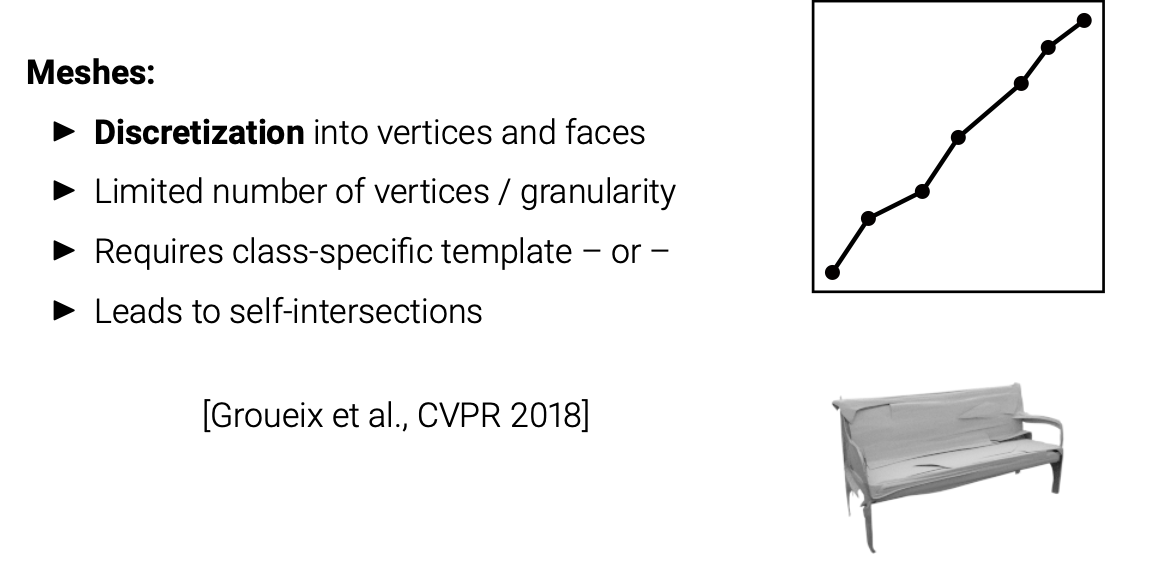 Meshes:
► Discretization into vertices and faces
► Limited number of vertices / granularity
► Requires class-specific template – or –
► Leads to self-intersections
[Groueix et al., CVPR 2018]